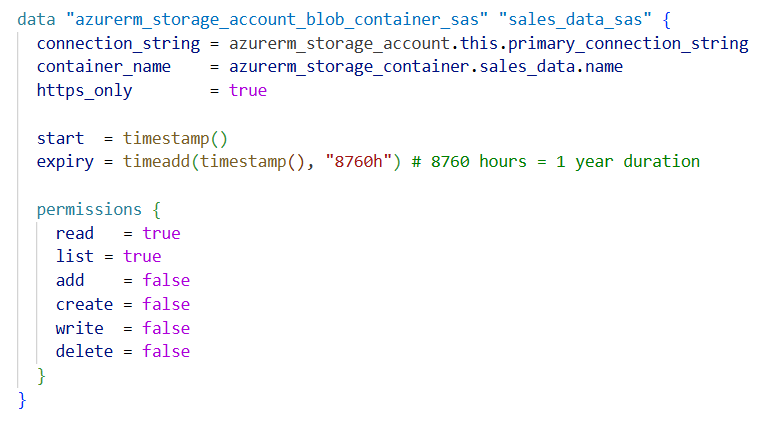 data "azurerm_storage_account_blob_container_sas" "sales_data_sas" {
  connection_string = azurerm_storage_account.this.primary_connection_string
  container_name    = azurerm_storage_container.sales_data.name
  https_only        = true

  start  = timestamp()
  expiry = timeadd(timestamp(), "8760h") # 8760 hours = 1 year duration

  permissions {
    read   = true
    list = true
    add    = false
    create = false
    write  = false
    delete = false
  }
}